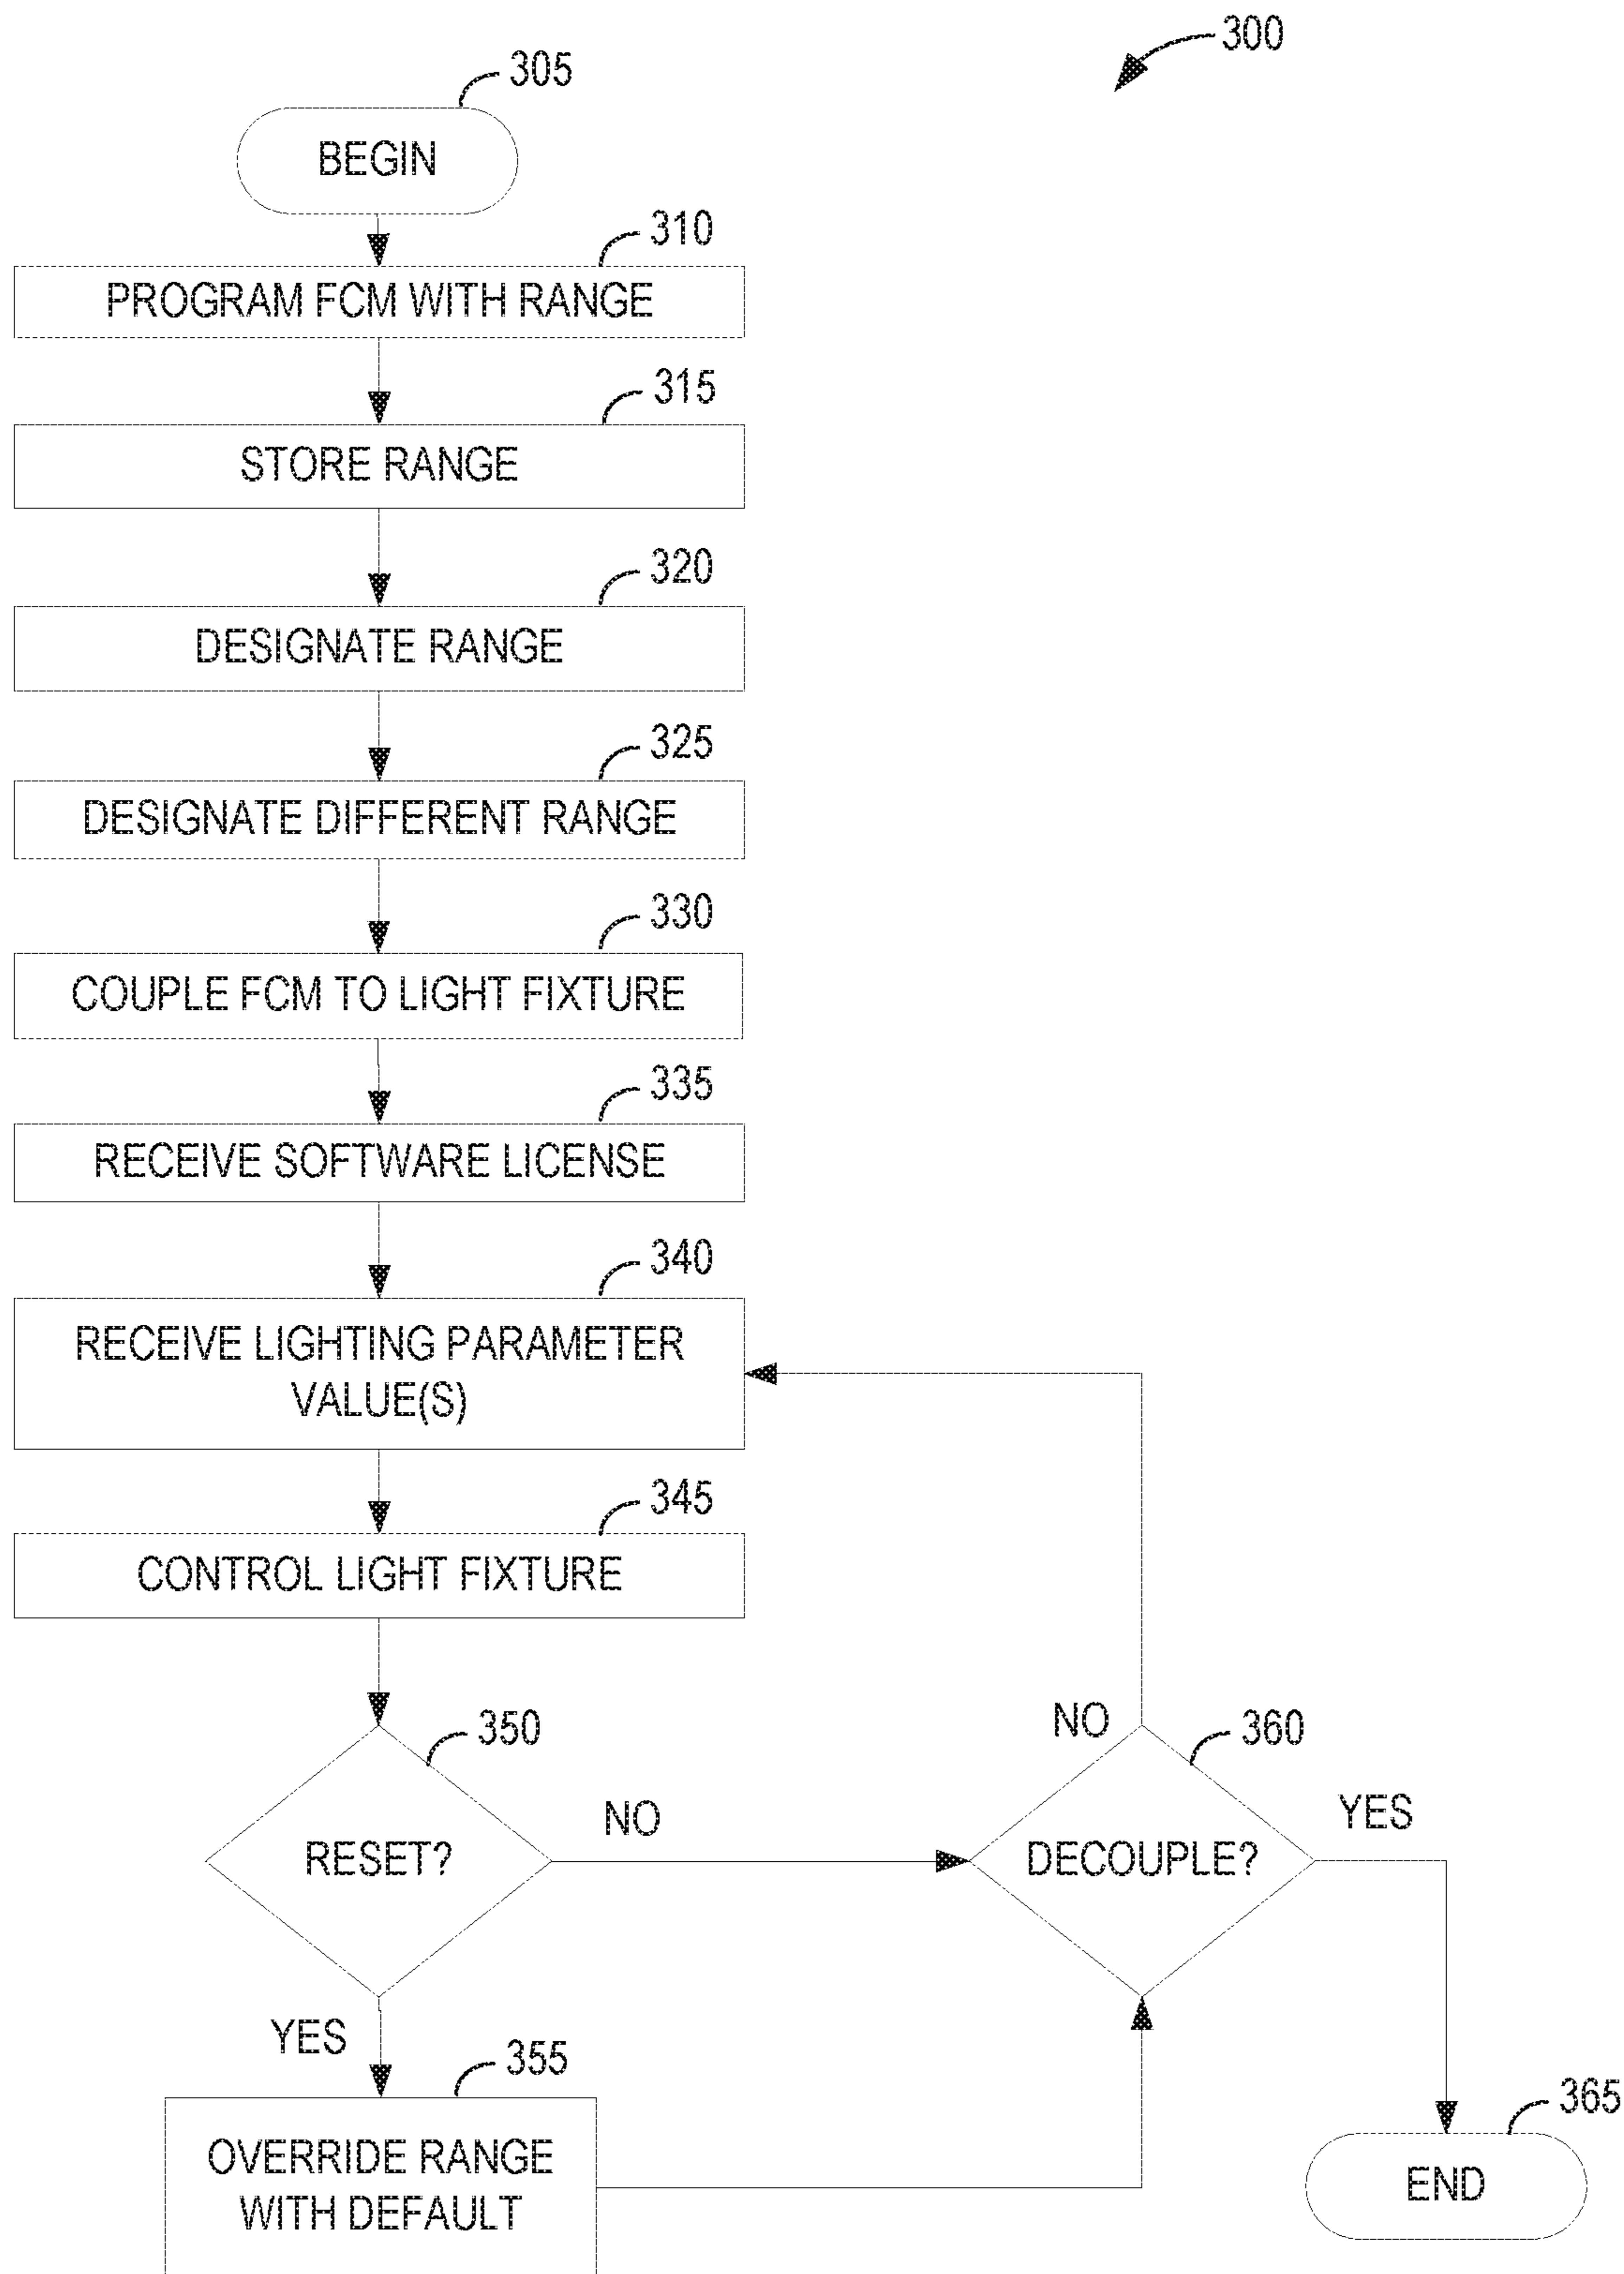 300
305
BEGIN
310
PROGRAM FCM WITH RANGE
315
STORE RANGE
320
DESIGNATE RANGE
325
DESIGNATE DIFFERENT RANGE
330
COUPLE FCM TO LIGHT FIXTURE
335
RECEIVE SOFTWARE LICENSE
340
RECEIVE LIGHTING PARAMETER
VALUE(S)
345
CONTROL LIGHT FIXTURE
350
RESET?
NO
YES
360
DECOUPLE?
NO
YES
355
OVERRIDE RANGE
WITH DEFAULT
365
END